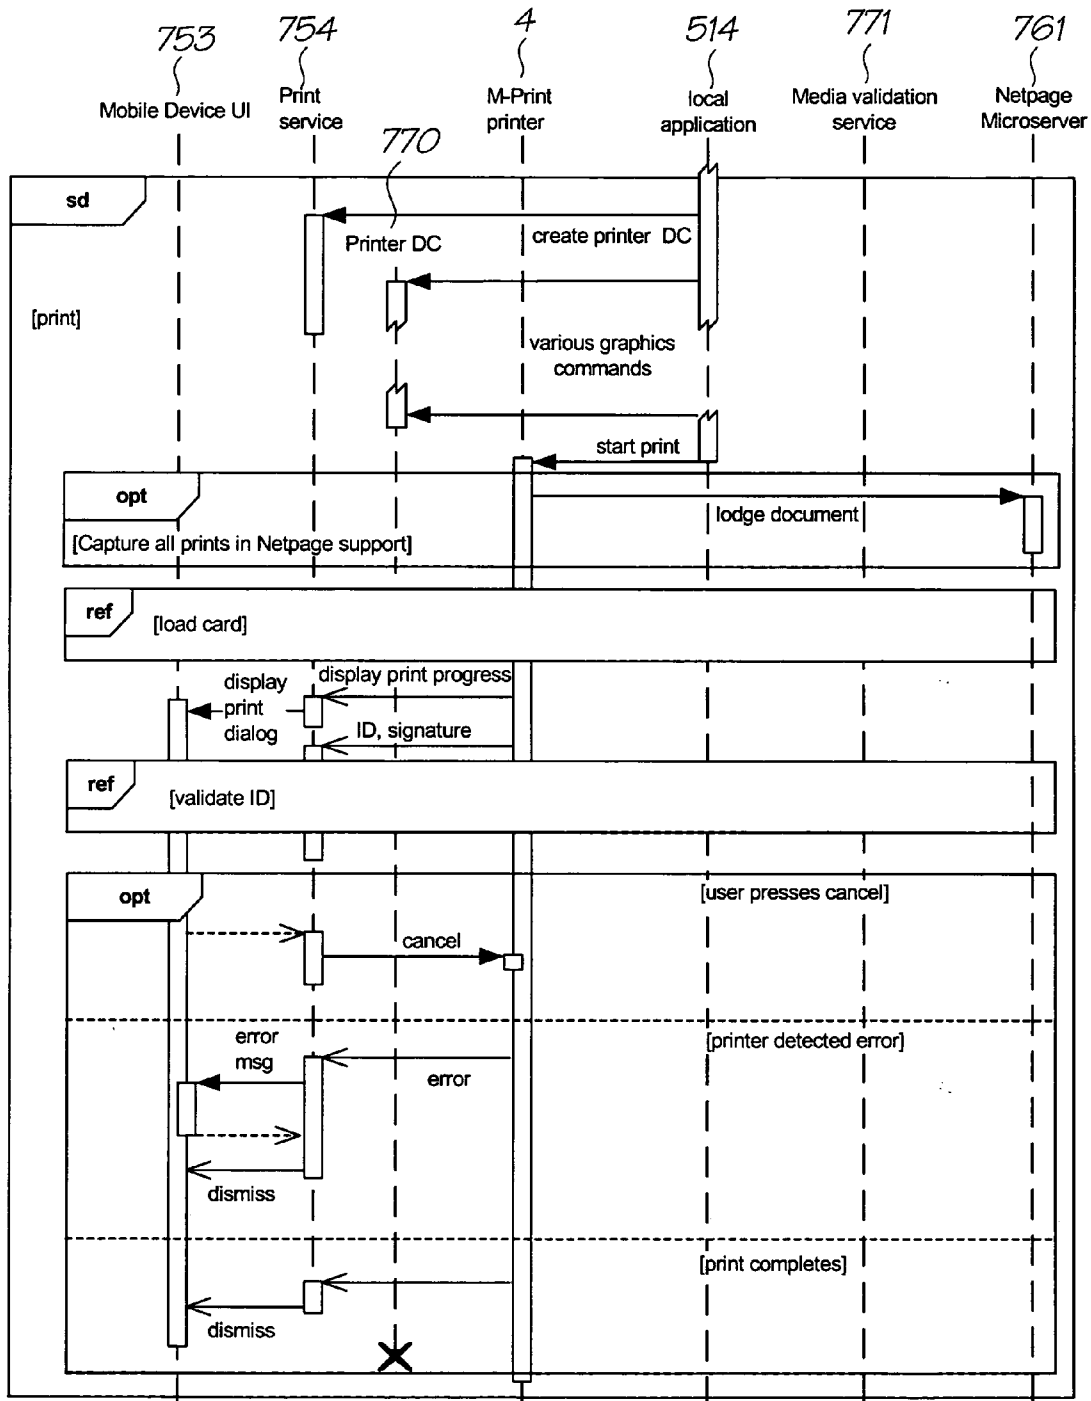 753
754
4
514
771
761
Mobile Device UI
Print
service
M-Print
printer
local
application
Media validation
service
Netpage
Microserver
770
sd
Printer DC
create printer DC
[print]
various graphics
commands
start print
opt
lodge document
[Capture all prints in Netpage support]
ref
[load card]
display print progress
display
print
dialog
ID, signature
ref
[validate ID]
opt
[user presses cancel]
cancel
[printer detected error]
error
msg
error
dismiss
[print completes]
dismiss